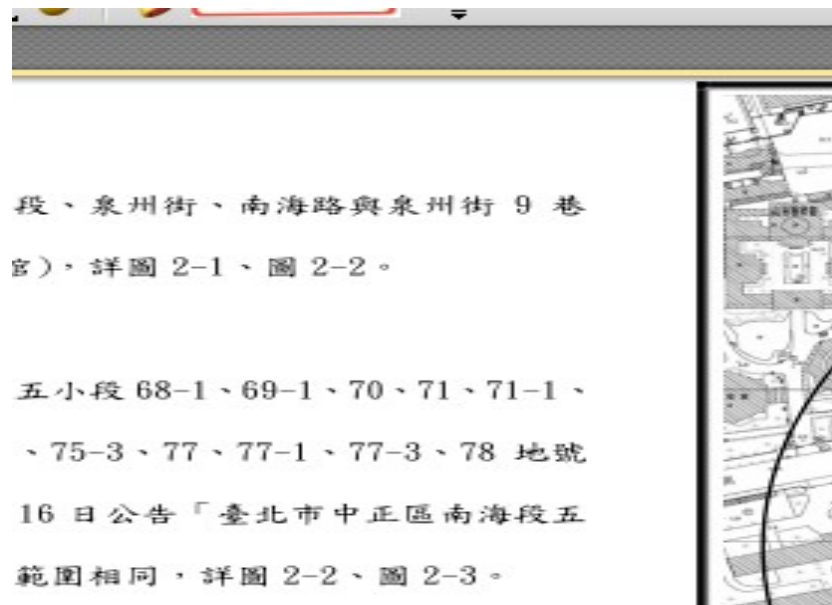 段、泉州街、南海路與泉州街 9 巷
)，詳圖 2-1、圖 2-2。
五小段 68-1、69-1、70、71、71-1、
、75-3、77、77-1、77-3、78 地號
16 日公告「臺北市中正區南海段五
範圍相同，詳圖 2-2、圖 2-3。